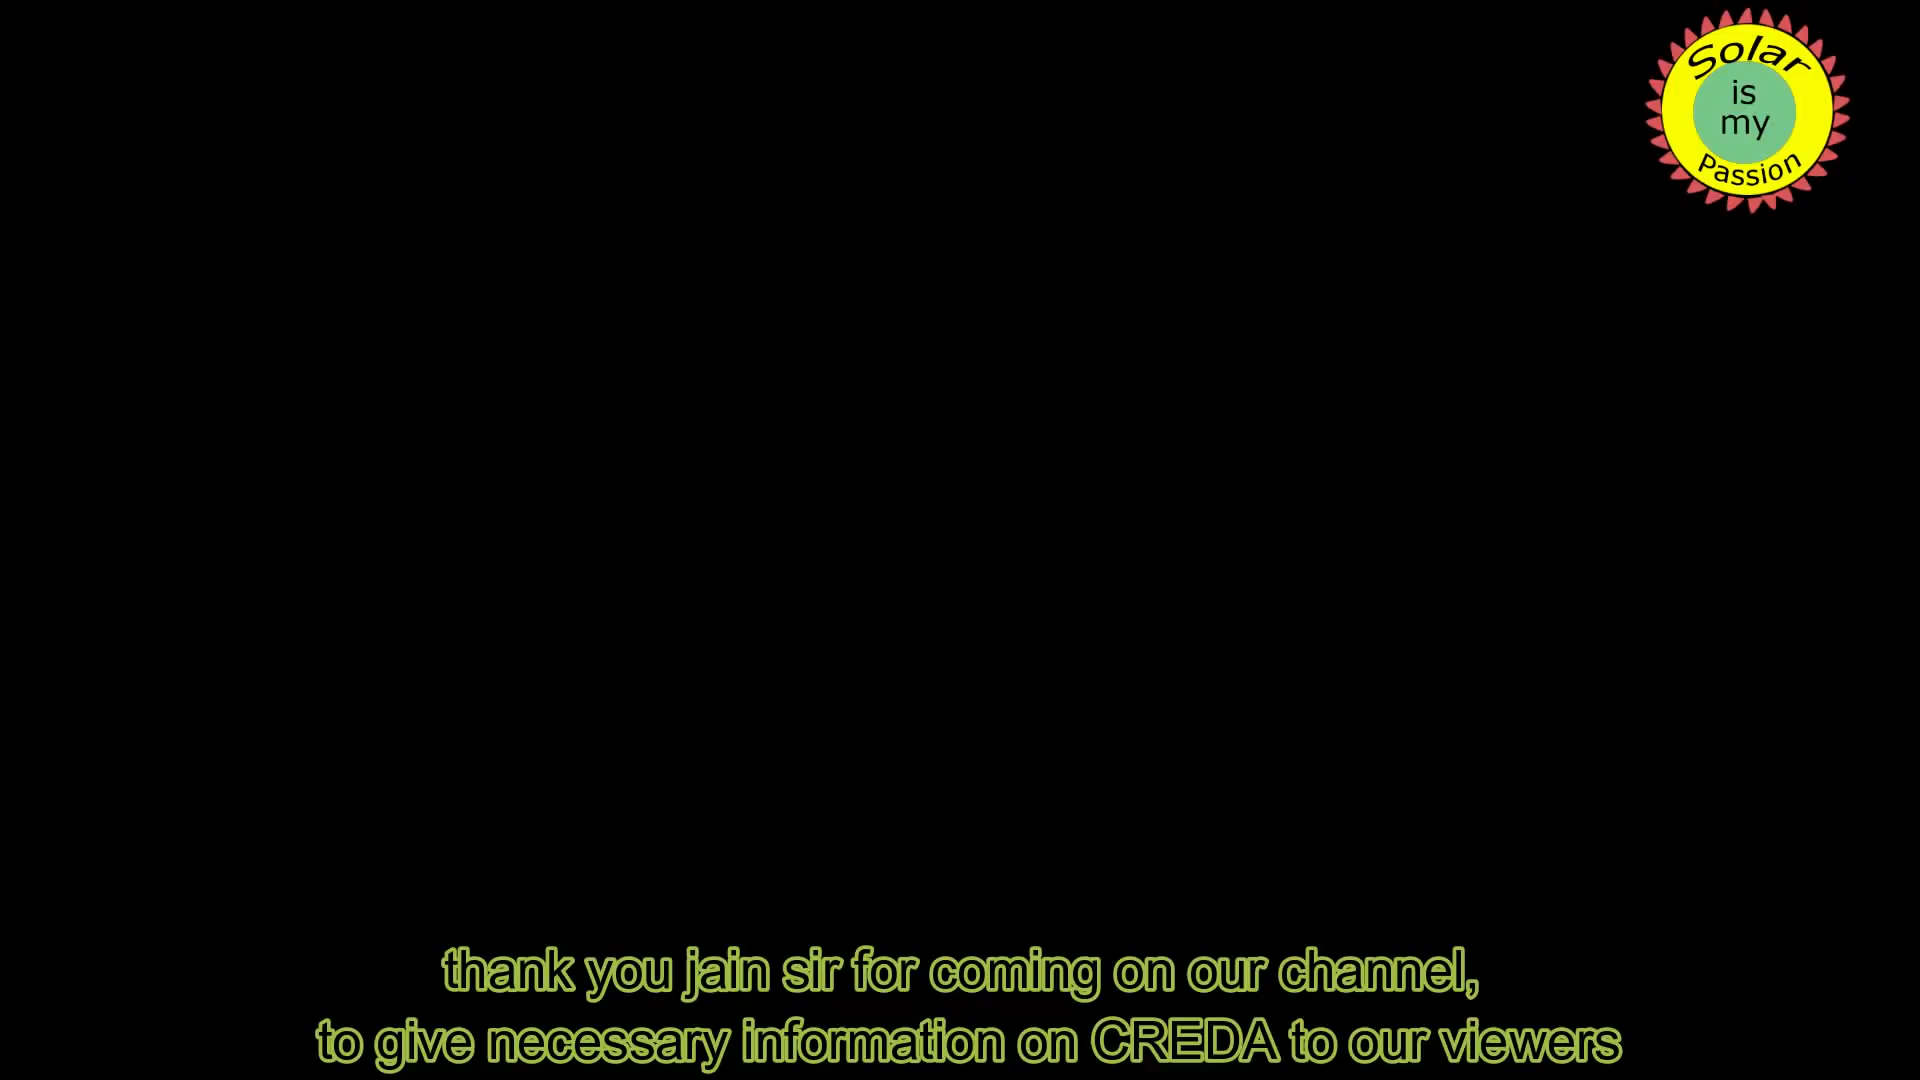 Solar
is
my
Passion
thank you jain sir for coming on our channel,
to give necessary information on CREDA to our viewers